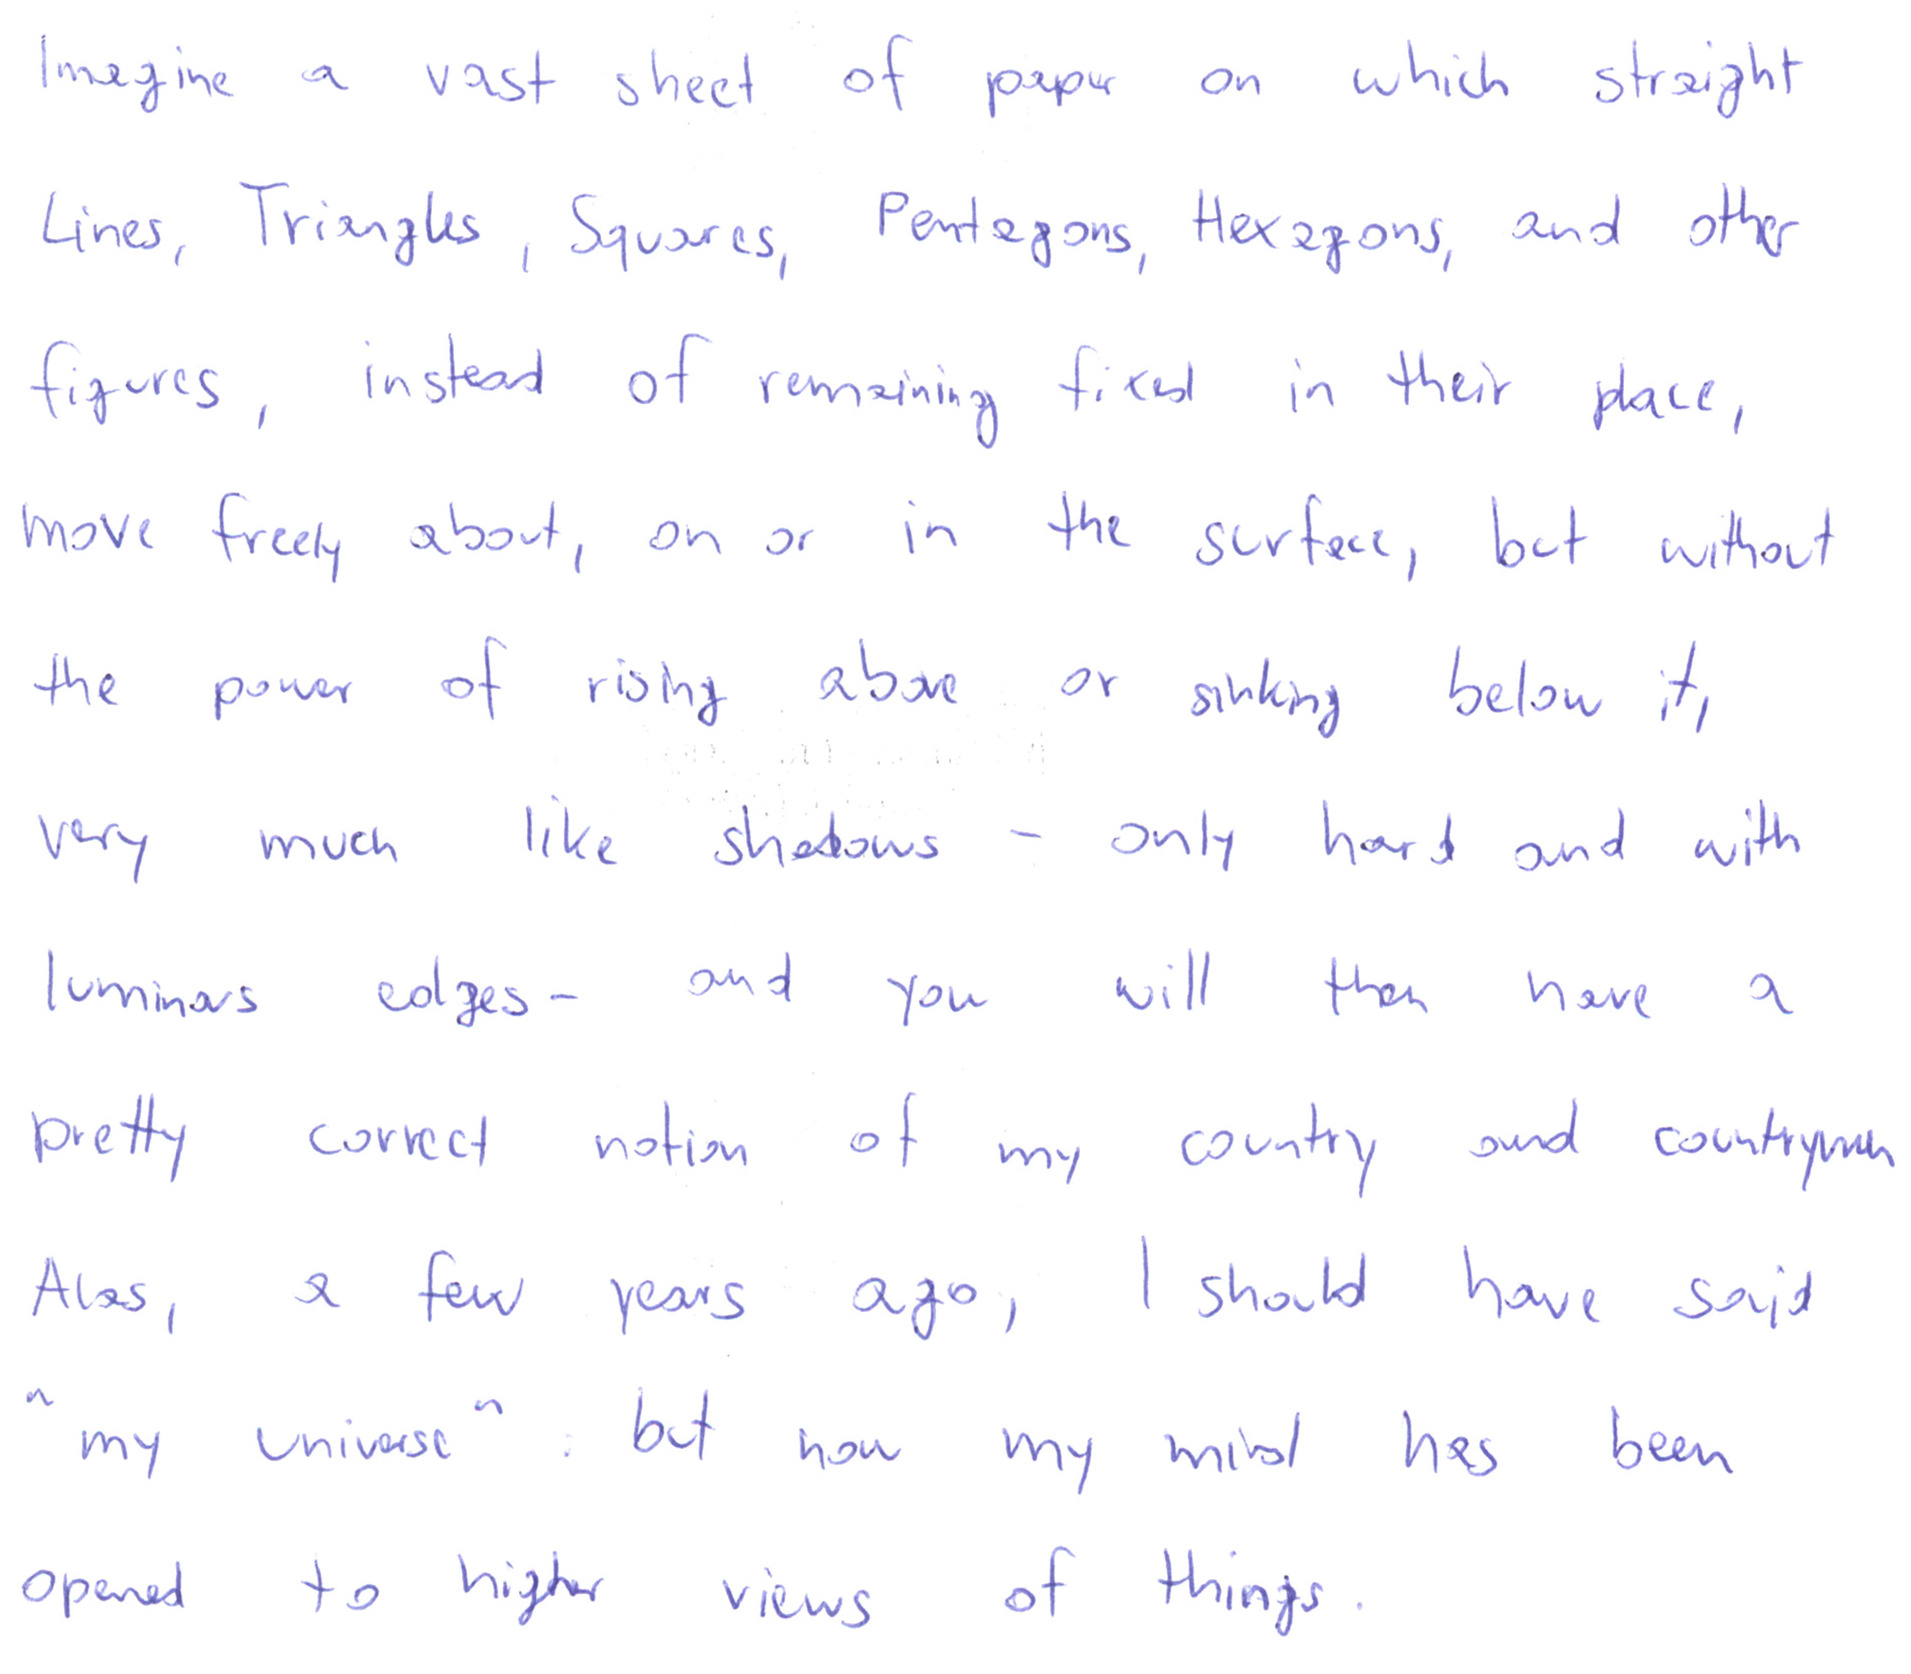 Imagine a vast sheet of paper on which straight
Lines, Triangles, Squares, Pentagons, Hexagons, and other
figures, instead of remaining fixed in their place,
move freely about, on or in the surface, but without
the power of rising above or sinking below it,
very much like shadows - only hard and with
luminous edges - and you will then have a
pretty correct notion of my country and countrymen
Alas, a few years ago, I should have said
"my universe": but now my mind has been
opened to higher views of things.